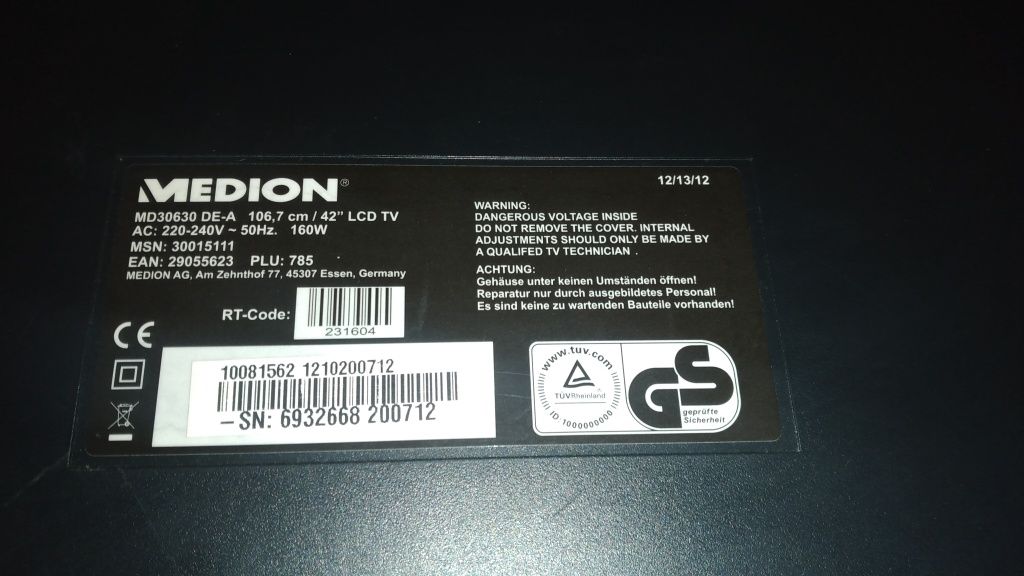 MEDION®
12/13/12
MD30630 DE-A 106,7 cm / 42” LCD TV
AC: 220-240V ~ 50Hz. 160W
MSN: 30015111
EAN: 29055623 PLU: 785
MEDION AG, Am Zehnthof 77, 45307 Essen, Germany
WARNING:
DANGEROUS VOLTAGE INSIDE
DO NOT REMOVE THE COVER. INTERNAL
ADJUSTMENTS SHOULD ONLY BE MADE BY
A QUALIFED TV TECHNICIAN .
ACHTUNG:
Gehäuse unter keinen Umständen öffnen!
Reparatur nur durch ausgebildetes Personal!
Es sind keine zu wartenden Bauteile vorhanden!
RT-Code:
231604
CE
10081562 1210200712
SN: 6932668 200712
www.tuv.com
TÜVRheinland
ID 1000000000
GS
geprüfte
Sicherheit